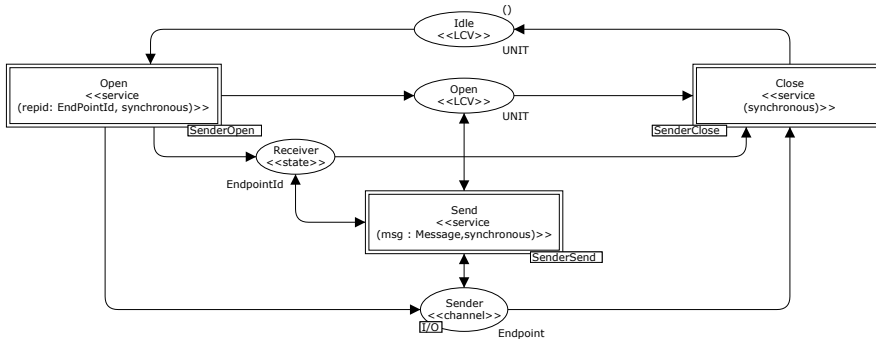 ()
Idle
<<LCV>>
UNIT
Open
<<service
(repid: EndPointId, synchronous)>>
SenderOpen
Open
<<LCV>>
UNIT
Close
<<service
(synchronous)>>
SenderClose
Receiver
<<state>>
EndpointId
Send
<<service
(msg : Message,synchronous)>>
SenderSend
Sender
<<channel>>
I/O
Endpoint